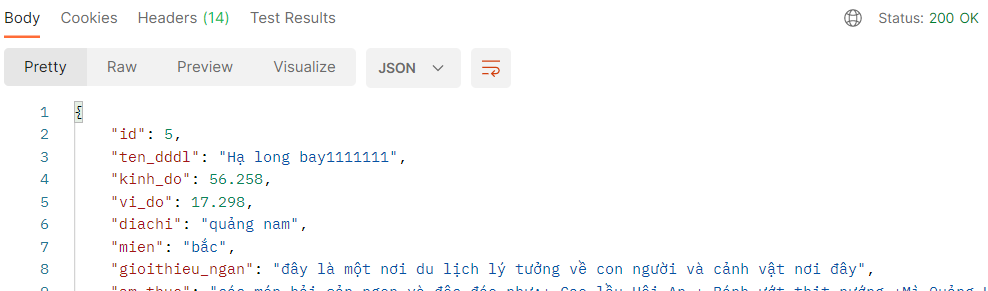 Body Cookies Headers (14) Test Results Status: 200 OK
Pretty Raw Preview Visualize JSON
1 {
2 "id": 5,
3 "ten_dddl": "Hạ long bay1111111",
4 "kinh_do": 56.258,
5 "vi_do": 17.298,
6 "diachi": "quảng nam",
7 "mien": "bắc",
8 "gioithieu_ngan": "đây là một nơi du lịch lý tưởng về con người và cảnh vật nơi đây",